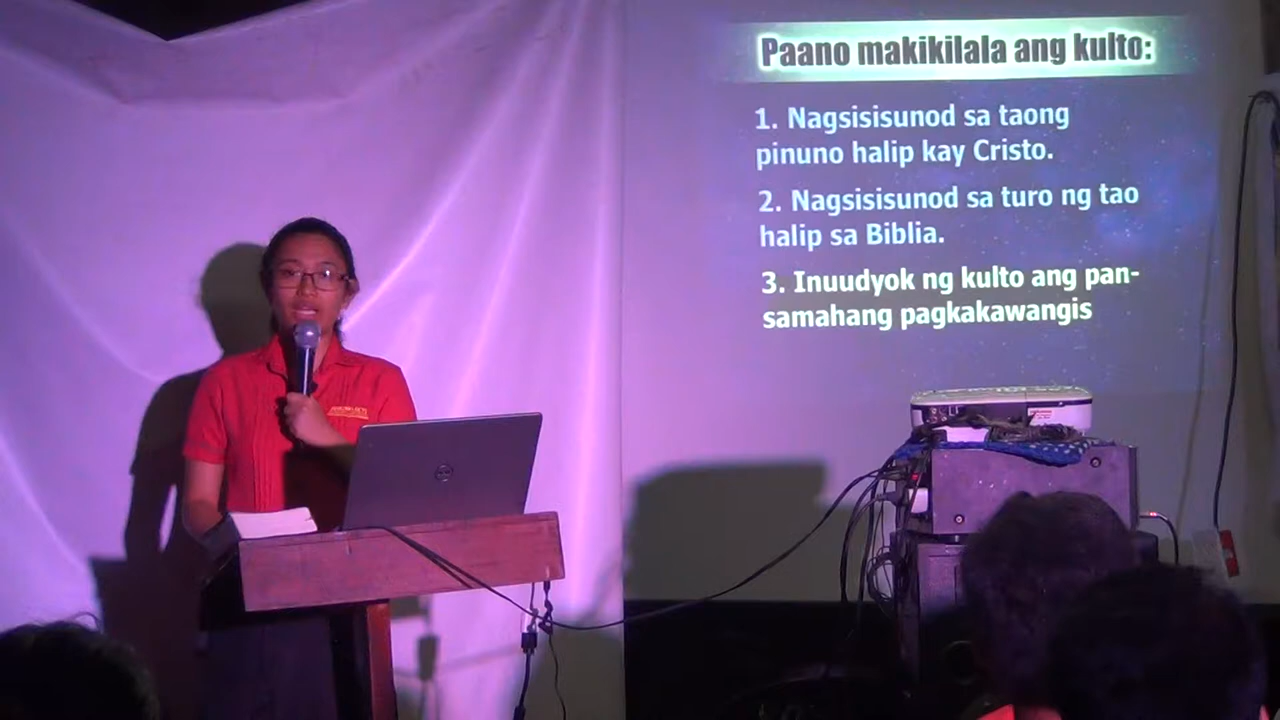 Paano makikilala ang kulto:
1. Nagsisisunod sa taong
pinuno halip kay Cristo.
2. Nagsisisunod sa turo ng tao
halip sa Biblia.
3. Inuudyok ng kulto ang pan-
samahang pagkakawangis